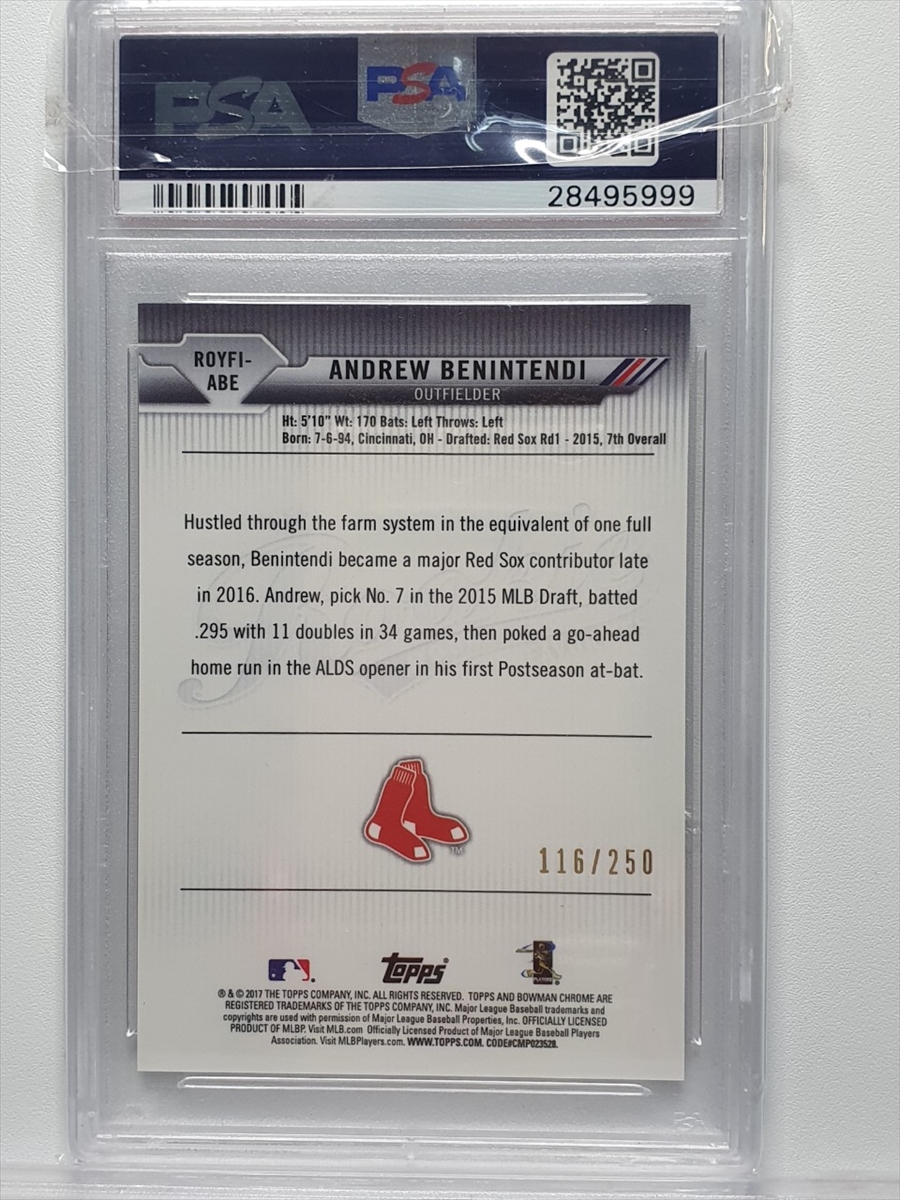 PSA
PSA
28495999
ROYFI-
ABE
ANDREW BENINTENDI
OUTFIELDER
Ht: 5'10" Wt: 170 Bats: Left Throws: Left
Born: 7-6-94, Cincinnati, OH - Drafted: Red Sox Rd1 - 2015, 7th Overall
Hustled through the farm system in the equivalent of one full
season, Benintendi became a major Red Sox contributor late
in 2016. Andrew, pick No. 7 in the 2015 MLB Draft, batted
.295 with 11 doubles in 34 games, then poked a go-ahead
home run in the ALDS opener in his first Postseason at-bat.
TM
116/250
Topps
® & © 2017 THE TOPPS COMPANY, INC. ALL RIGHTS RESERVED. TOPPS AND BOWMAN CHROME ARE
REGISTERED TRADEMARKS OF THE TOPPS COMPANY, INC. Major League Baseball trademarks and
copyrights are used with permission of Major League Baseball Properties, Inc. OFFICIALLY LICENSED
PRODUCT OF MLBP. Visit MLB.com Officially Licensed Product of Major League Baseball Players
Association. Visit MLBPlayers.com. WWW.TOPPS.COM. CODE#CMP023528.